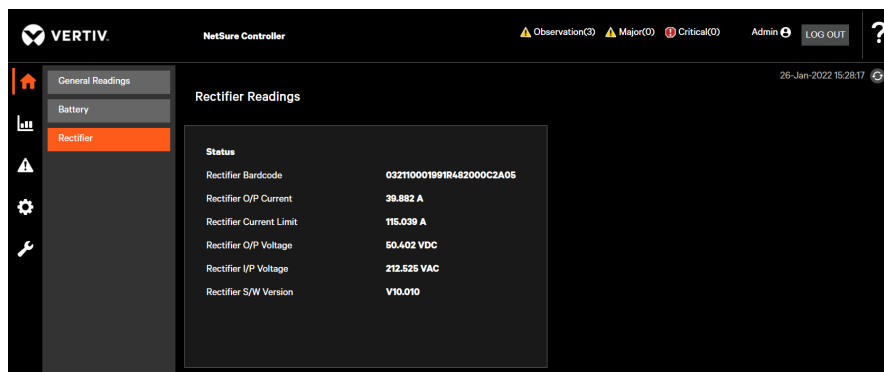 VERTIV. NetSure Controller Observation(3) Major(0) Critical(0) Admin LOG OUT ?
26-Jan-2022 15:28:17
General Readings
Battery
Rectifier
Rectifier Readings
Status
Rectifier Bardcode 032110001991R482000C2A05
Rectifier O/P Current 39.882 A
Rectifier Current Limit 115.039 A
Rectifier O/P Voltage 50.402 VDC
Rectifier I/P Voltage 212.525 VAC
Rectifier S/W Version V10.010